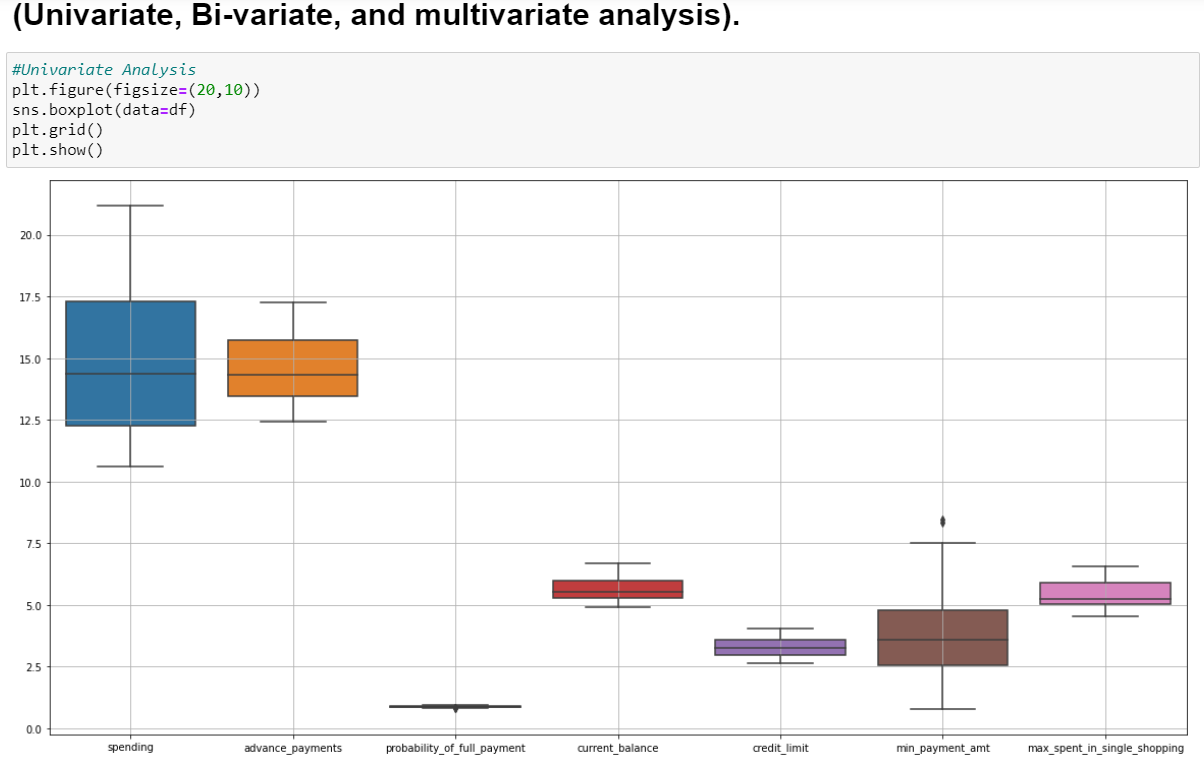 (Univariate, Bi-variate, and multivariate analysis).
#Univariate Analysis
plt.figure(figsize=(20,10))
sns.boxplot(data=df)
plt.grid()
plt.show()
20.0
17.5
15.0
12.5
10.0
7.5
5.0
2.5
0.0
spending advance_payments probability_of_full_payment current_balance credit_limit min_payment_amt max_spent_in_single_shopping